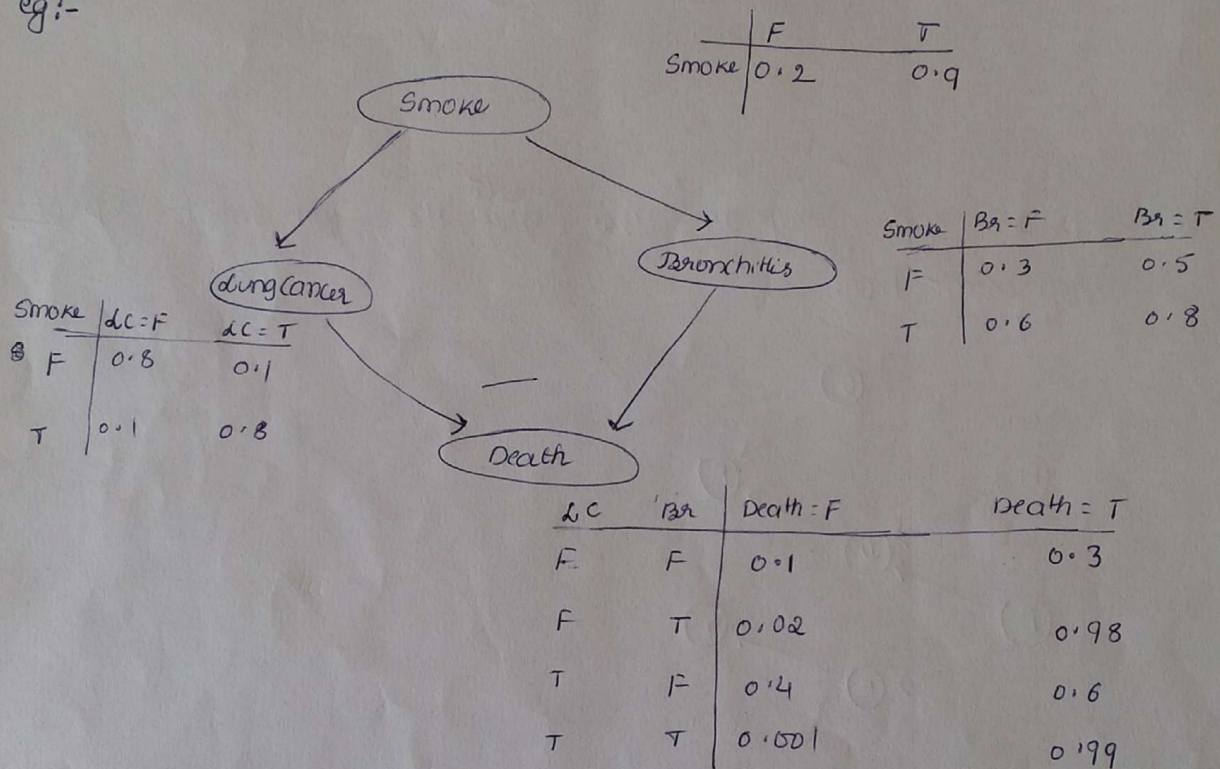 eg:-
F T
Smoke 0.2 0.9
Smoke
Smoke Br=F Br=T
F 0.3 0.5
T 0.6 0.8
Bronchittis
Lung Cancer
Smoke LC=F LC=T
F 0.8 0.1
T 0.1 0.8
Death
LC Br Death=F Death=T
F F 0.1 0.3
F T 0.02 0.98
T F 0.4 0.6
T T 0.001 0.99